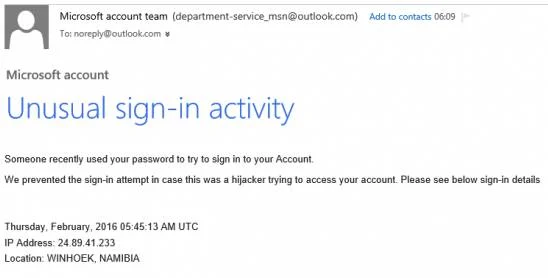 Microsoft account team (department-service_msn@outlook.com) Add to contacts 06:09
To: noreply@outlook.com
Microsoft account
Unusual sign-in activity
Someone recently used your password to try to sign in to your Account.
We prevented the sign-in attempt in case this was a hijacker trying to access your account. Please see below sign-in details
Thursday, February, 2016 05:45:13 AM UTC
IP Address: 24.89.41.233
Location: WINHOEK, NAMIBIA